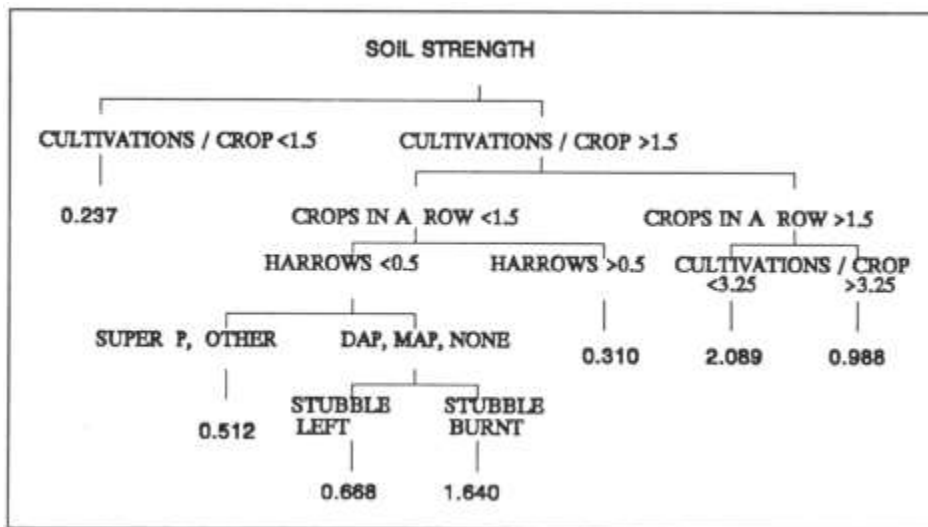 SOIL STRENGTH
CULTIVATIONS / CROP <1.5
CULTIVATIONS / CROP >1.5
0.237
CROPS IN A ROW <1.5
CROPS IN A ROW >1.5
HARROWS <0.5
HARROWS >0.5
CULTIVATIONS / CROP
<3.25
>3.25
SUPER P, OTHER
DAP, MAP, NONE
0.310
2.089
0.988
STUBBLE
LEFT
STUBBLE
BURNT
0.512
0.668
1.640